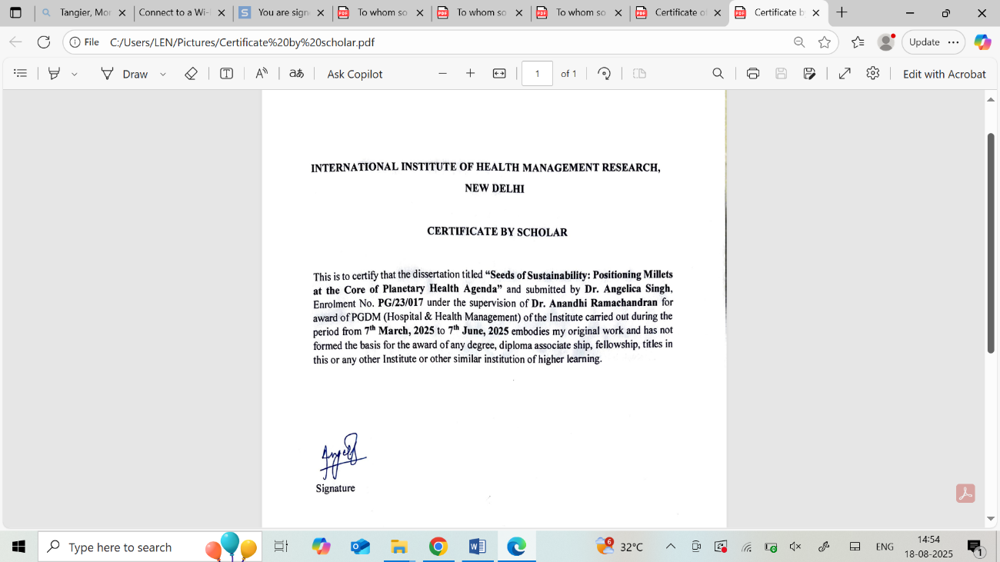 Tangier, Mor
Connect to a Wi-
You are sign
To whom so
To whom so
To whom so
Certificate o
Certificate b
File
C:/Users/LEN/Pictures/Certificate%20by%20scholar.pdf
Update
Draw
Ask Copilot
1
of 1
Edit with Acrobat
INTERNATIONAL INSTITUTE OF HEALTH MANAGEMENT RESEARCH,
NEW DELHI
CERTIFICATE BY SCHOLAR
This is to certify that the dissertation titled “Seeds of Sustainability: Positioning Millets
at the Core of Planetary Health Agenda” and submitted by Dr. Angelica Singh,
Enrolment No. PG/23/017 under the supervision of Dr. Anandhi Ramachandran for
award of PGDM (Hospital & Health Management) of the Institute carried out during the
period from 7th March, 2025 to 7th June, 2025 embodies my original work and has not
formed the basis for the award of any degree, diploma associate ship, fellowship, titles in
this or any other Institute or other similar institution of higher learning.
Signature
Type here to search
6
32°C
ENG
14:54
18-08-2025
1